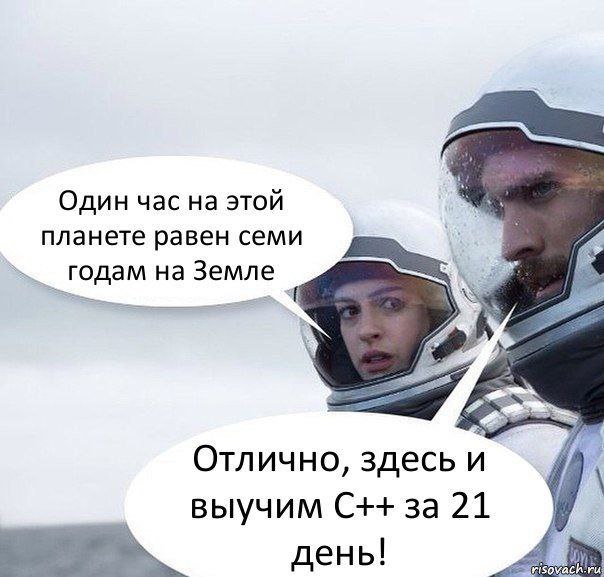 Один час на этой
планете равен семи
годам на Земле
Отлично, здесь и
выучим C++ за 21
день!
risovach.ru